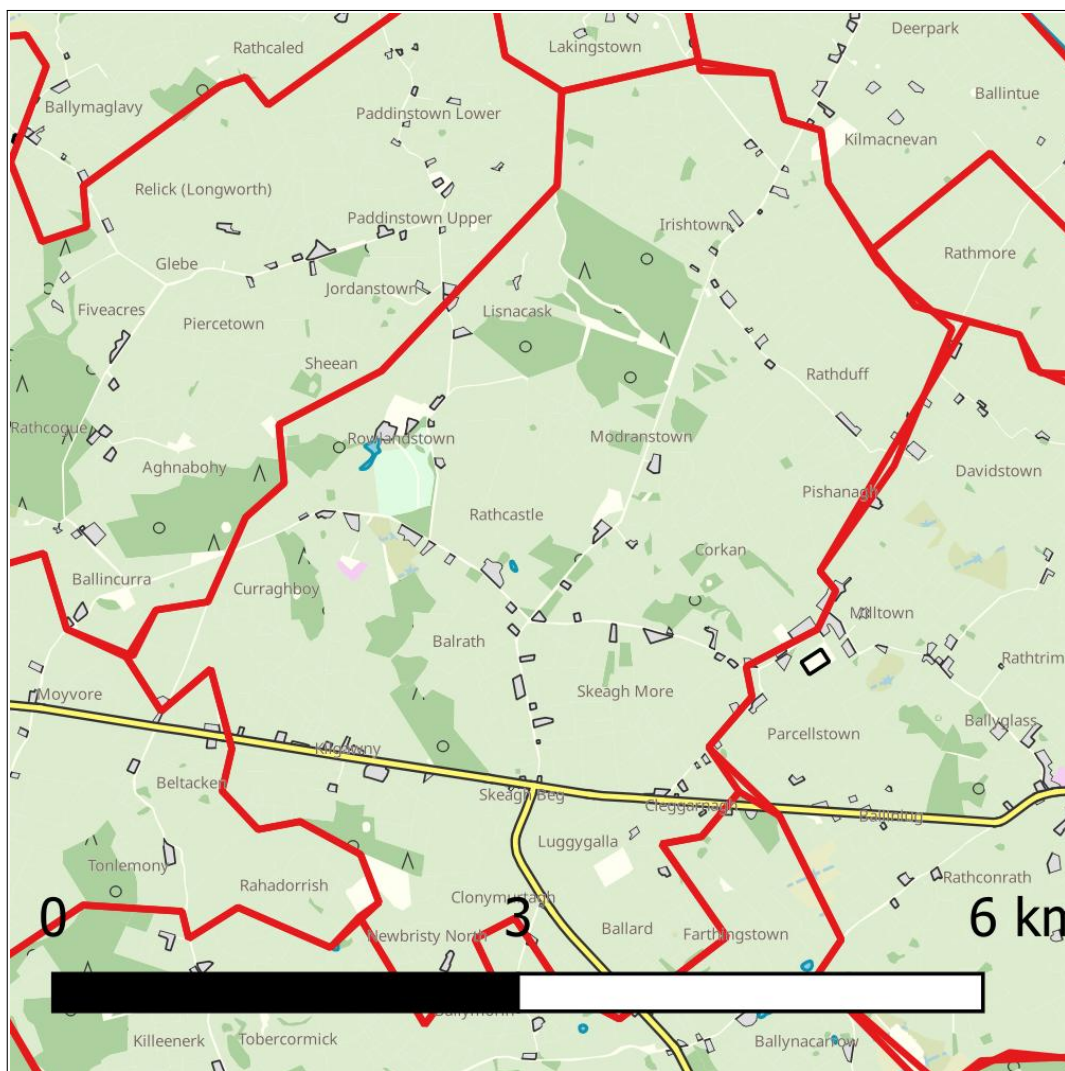 Deerpark
Rathcaled
Lakingstown
Ballymaglavy
Ballintue
Paddinstown Lower
Kilmacnevan
Relick (Longworth)
Paddinstown Upper
Irishtown
Rathmore
Glebe
Jordanstown
Fiveacres
Lisnacask
Piercetown
Sheean
Rathduff
Rathcogue
Rowlandstown
Modranstown
Aghnabohy
Davidstown
Pishanagh
Rathcastle
Corkan
Ballincurra
Curraghboy
Milltown
Balrath
Rathtrim
Moyvore
Skeagh More
Ballyglass
Parcellstown
Kilgawny
Beltacken
Skeagh Beg
Cleggarnagh
Ballining
Luggygalla
Tonlemony
Rathconrath
Rahadorrish
Clonymurtagh
0 3 6 km
Newbristy North
Ballard
Farthingstown
Killeenerk
Tobercormick
Ballynacarrow